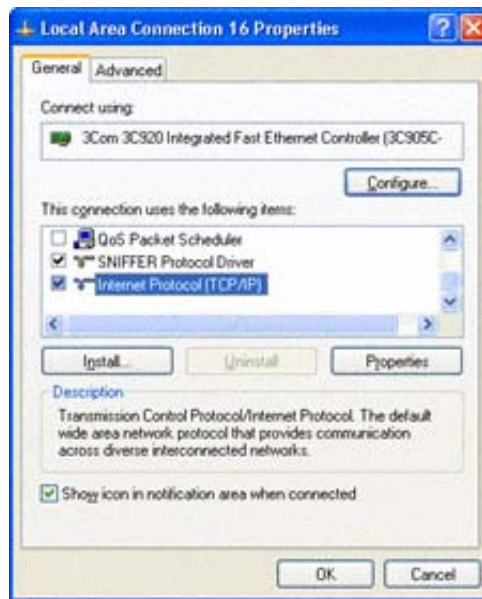 Local Area Connection 16 Properties
General
Advanced
Connect using:
3Com 3C920 Integrated Fast Ethernet Controller (3C905C-
Configure...
This connection uses the following items:
QoS Packet Scheduler
SNIFFER Protocol Driver
Internet Protocol (TCP/IP)
Install...
Uninstall
Properties
Description
Transmission Control Protocol/Internet Protocol. The default
wide area network protocol that provides communication
across diverse interconnected networks.
Show icon in notification area when connected
OK
Cancel